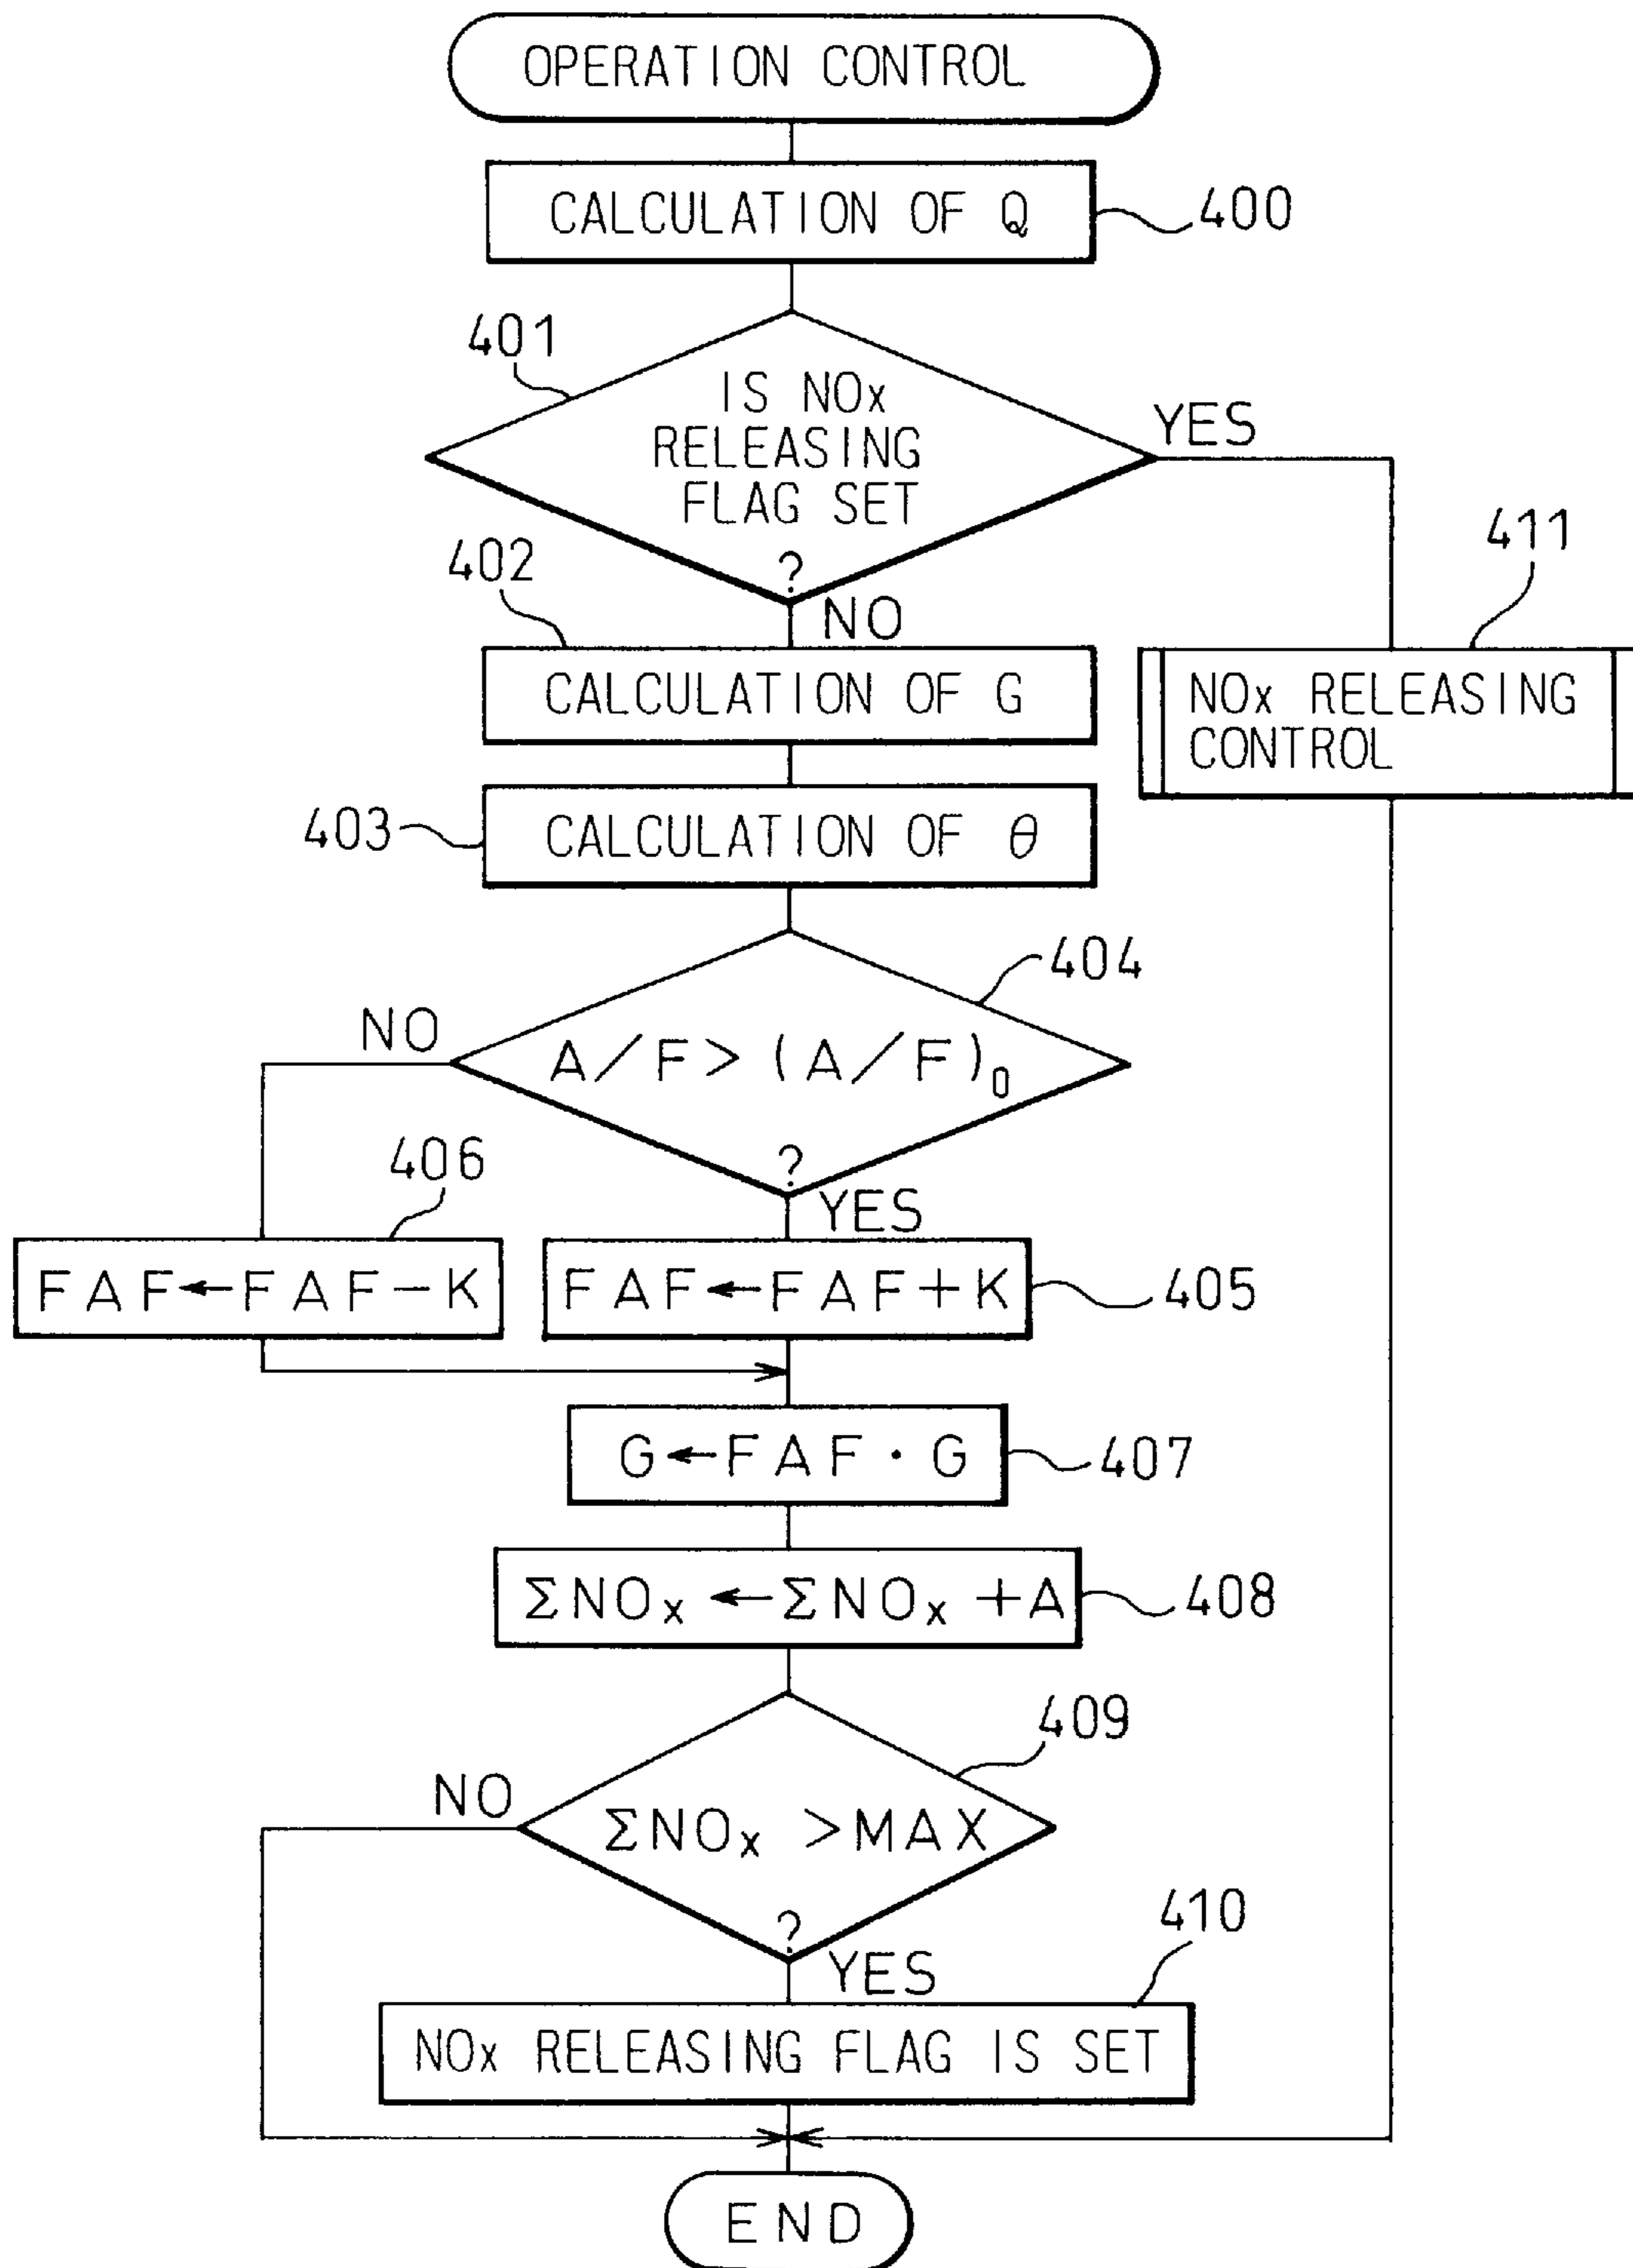 OPERATION CONTROL
CALCULATION OF Q
400
401
IS NOx
RELEASING
FLAG SET
?
YES
402
NO
411
CALCULATION OF G
NOx RELEASING
CONTROL
403
CALCULATION OF θ
404
NO
A/F>(A/F)₀
?
406
YES
FAF←FAF−K
FAF←FAF+K
405
G←FAF·G
407
ΣNOₓ←ΣNOₓ+A
408
409
NO
ΣNOₓ >MAX
?
410
YES
NOx RELEASING FLAG IS SET
END